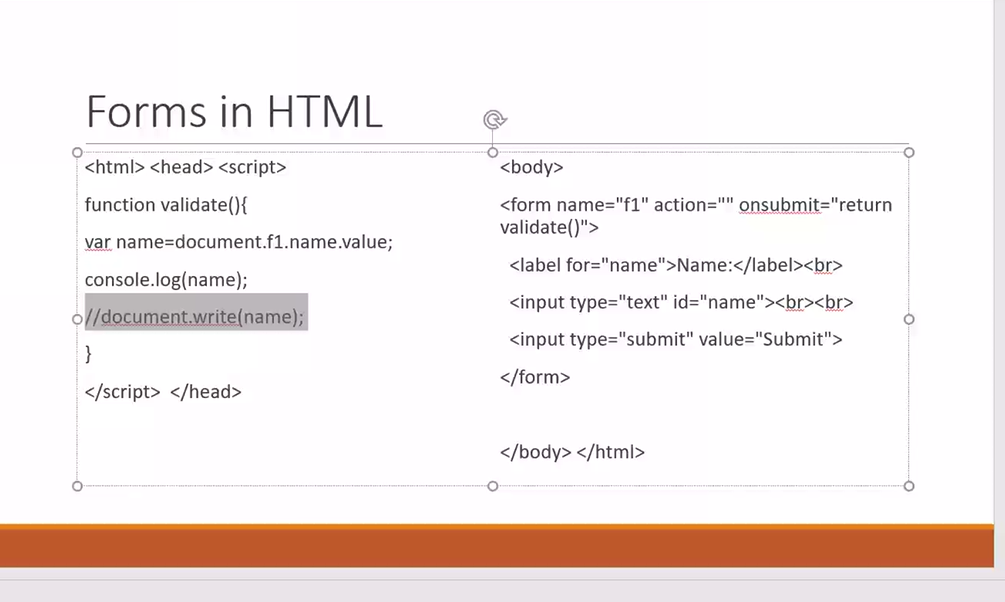 Forms in HTML
<html> <head> <script>
function validate(){
var name=document.f1.name.value;
console.log(name);
//document.write(name);
}
</script>  </head>
<body>
<form name="f1" action="" onsubmit="return
validate()">
<label for="name">Name:</label><br>
<input type="text" id="name"><br><br>
<input type="submit" value="Submit">
</form>
</body> </html>